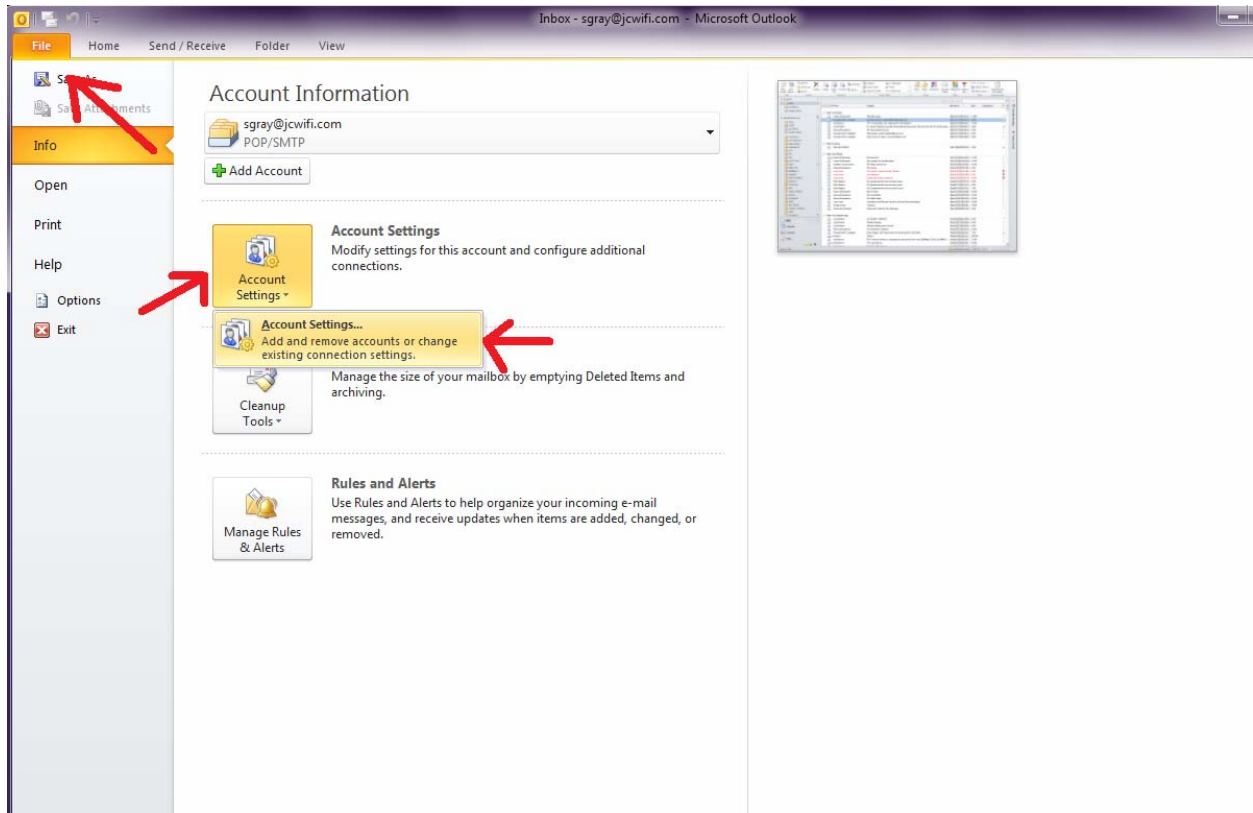 Inbox - sgray@jcwifi.com - Microsoft Outlook
File Home Send / Receive Folder View
Save As
Save Attachments
Info
Open
Print
Help
Options
Exit
Account Information
sgray@jcwifi.com
POP/SMTP
Add Account
Account
Settings
Account Settings
Modify settings for this account and configure additional
connections.
Account Settings...
Add and remove accounts or change
existing connection settings.
Cleanup
Tools
Manage the size of your mailbox by emptying Deleted Items and
archiving.
Manage Rules
& Alerts
Rules and Alerts
Use Rules and Alerts to help organize your incoming e-mail
messages, and receive updates when items are added, changed, or
removed.